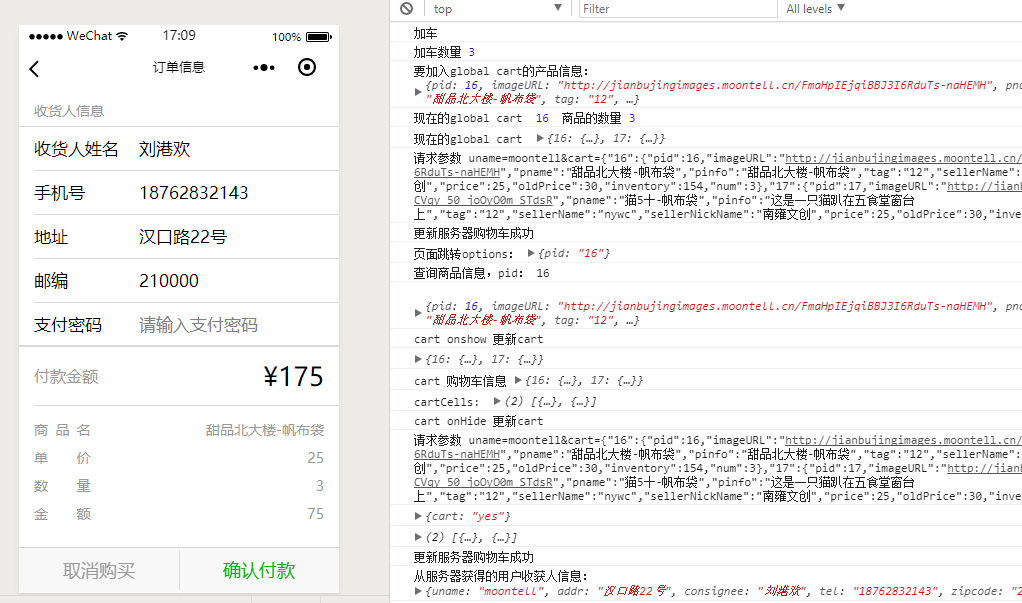 WeChat 17:09 100%
订单信息
收货人信息
收货人姓名 刘港欢
手机号 18762832143
地址 汉口路22号
邮编 210000
支付密码 请输入支付密码
付款金额 ¥175
商品名 甜品北大楼-帆布袋
单价 25
数量 3
金额 75
取消购买 确认付款
top Filter All levels
加车
加车数量 3
要加入global cart的产品信息:
{pid: 16, imageURL: "http://jianbujingimages.moontell.cn/FmaHpIEjqiBBJ3I6RduTs-naHEMH", pna
"甜品北大楼-帆布袋", tag: "12", …}
现在的global cart 16 商品的数量 3
现在的global cart {16: {…}, 17: {…}}
请求参数 uname=moontell&cart={"16":{"pid":16,"imageURL":"http://jianbujingimages.moontell.cn/
6RduTs-naHEMH","pname":"甜品北大楼-帆布袋","pinfo":"甜品北大楼-帆布袋","tag":"12","sellerName":
创","price":25,"oldPrice":30,"inventory":154,"num":3},"17":{"pid":17,"imageURL":"http://jia
CVqy_50_joOyO0m_STdsR","pname":"猫5十-帆布袋","pinfo":"这是一只猫趴在五食堂窗台
上","tag":"12","sellerName":"nywc","sellerNickName":"南雍文创","price":25,"oldPrice":30,"inve
更新服务器购物车成功
页面跳转options: {pid: "16"}
查询商品信息，pid: 16
{pid: 16, imageURL: "http://jianbujingimages.moontell.cn/FmaHpIEjqiBBJ3I6RduTs-naHEMH", pna
"甜品北大楼-帆布袋", tag: "12", …}
cart onshow 更新cart
{16: {…}, 17: {…}}
cart 购物车信息 {16: {…}, 17: {…}}
cartCells: (2) [{…}, {…}]
cart onHide 更新cart
请求参数 uname=moontell&cart={"16":{"pid":16,"imageURL":"http://jianbujingimages.moontell.cn/
6RduTs-naHEMH","pname":"甜品北大楼-帆布袋","pinfo":"甜品北大楼-帆布袋","tag":"12","sellerName":
创","price":25,"oldPrice":30,"inventory":154,"num":3},"17":{"pid":17,"imageURL":"http://jia
CVqy_50_joOyO0m_STdsR","pname":"猫5十-帆布袋","pinfo":"这是一只猫趴在五食堂窗台
上","tag":"12","sellerName":"nywc","sellerNickName":"南雍文创","price":25,"oldPrice":30,"inve
{cart: "yes"}
(2) [{…}, {…}]
更新服务器购物车成功
从服务器获得的用户收获人信息:
{uname: "moontell", addr: "汉口路22号", consignee: "刘港欢", tel: "18762832143", zipcode: "2